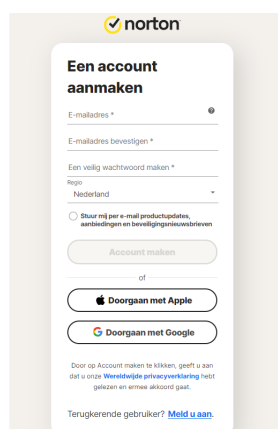 norton
Een account
aanmaken
E-mailadres *
E-mailadres bevestigen *
Een veilig wachtwoord maken *
Regio
Nederland
Stuur mij per e-mail productupdates,
aanbiedingen en beveiligingsnieuwsbrieven
Account maken
of
Doorgaan met Apple
Doorgaan met Google
Door op Account maken te klikken, geeft u aan
dat u onze Wereldwijde privacyverklaring hebt
gelezen en ermee akkoord gaat.
Terugkerende gebruiker? Meld u aan.